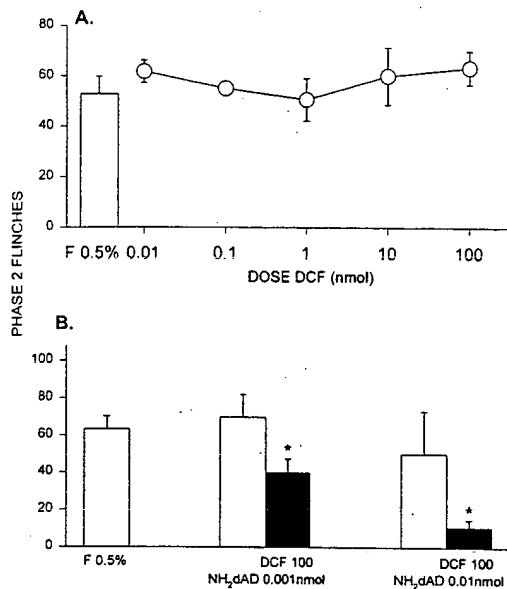 A.
80
60
40
20
0
F 0.5% 0.01 0.1 1 10 100
DOSE DCF (nmol)
PHASE 2 FLINCHES
B.
100
80
60
40
20
0
*
*
F 0.5% DCF 100 DCF 100
NH₂dAD 0.001nmol NH₂dAD 0.01nmol